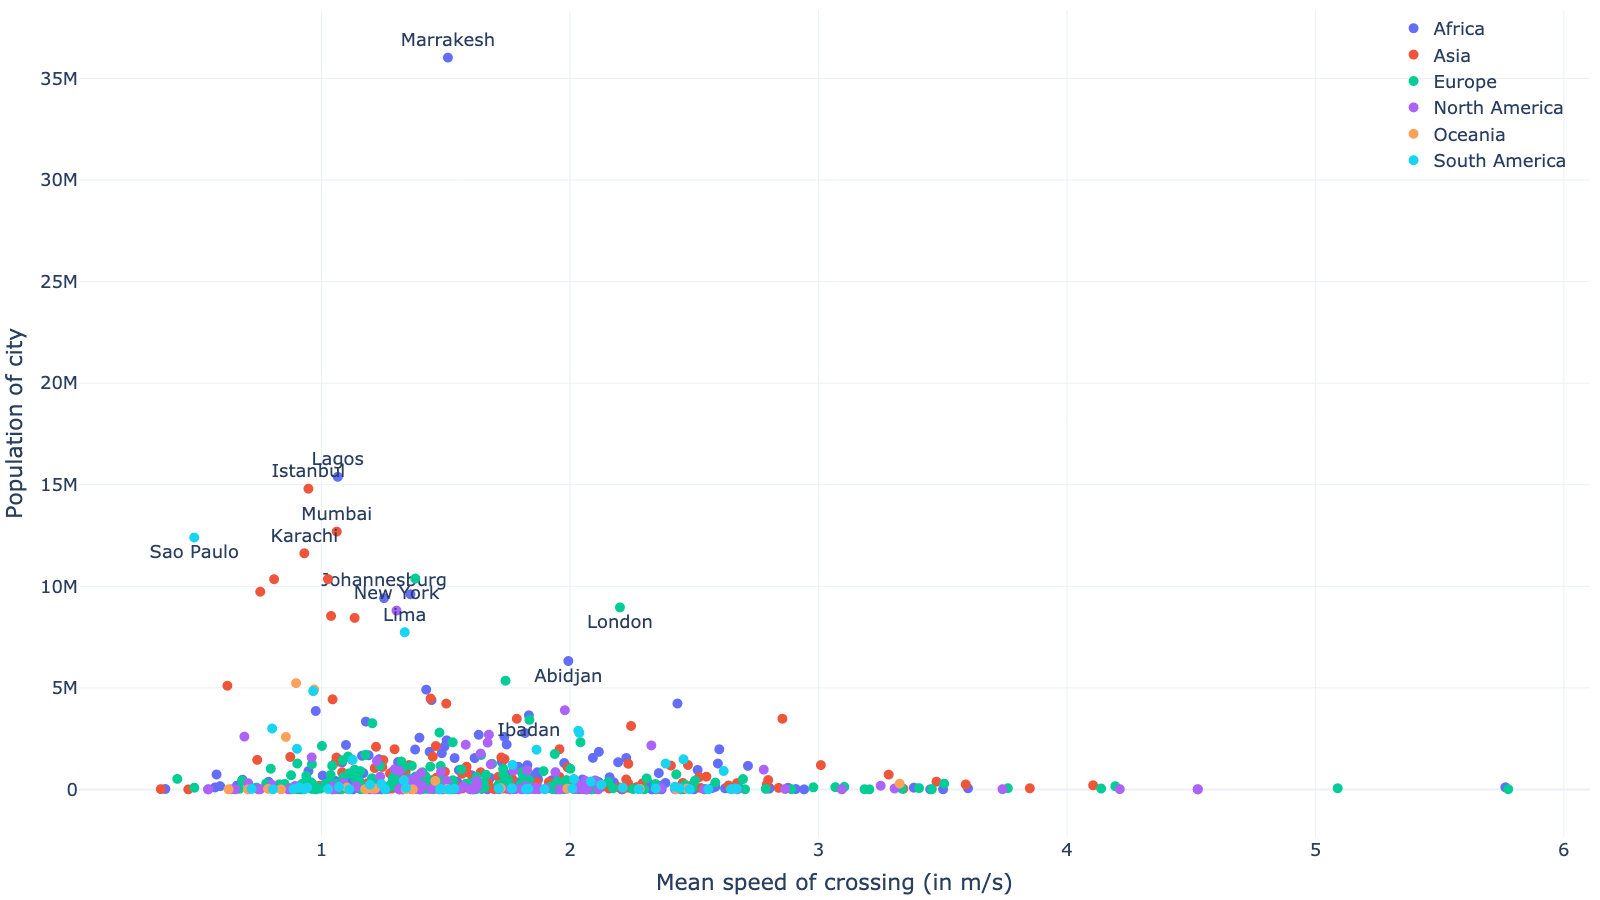 Marrakesh
Africa
Asia
Europe
North America
Oceania
South America
35M
30M
25M
20M
15M
10M
5M
0
Lagos
Istanbul
Mumbai
Karachi
Sao Paulo
Johannesburg
New York
Lima
London
Abidjan
Ibadan
Population of city
1
2
3
4
5
6
Mean speed of crossing (in m/s)